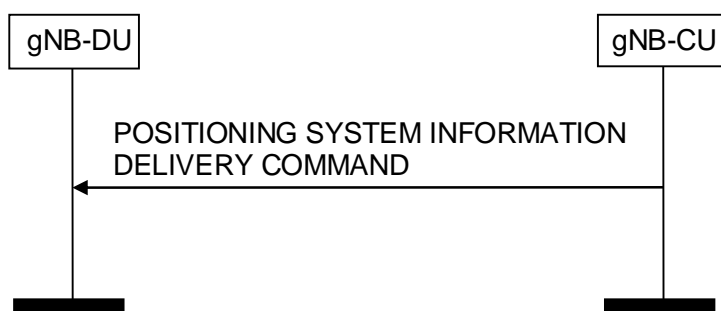 gNB-DU
gNB-CU
POSITIONING SYSTEM INFORMATION
DELIVERY COMMAND